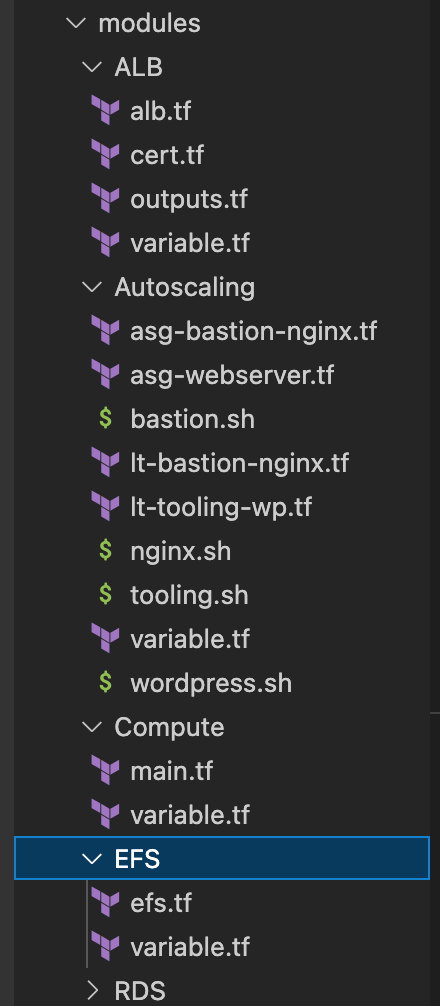 modules
ALB
alb.tf
cert.tf
outputs.tf
variable.tf
Autoscaling
asg-bastion-nginx.tf
asg-webserver.tf
$ bastion.sh
lt-bastion-nginx.tf
lt-tooling-wp.tf
$ nginx.sh
$ tooling.sh
variable.tf
$ wordpress.sh
Compute
main.tf
variable.tf
EFS
efs.tf
variable.tf
RDS